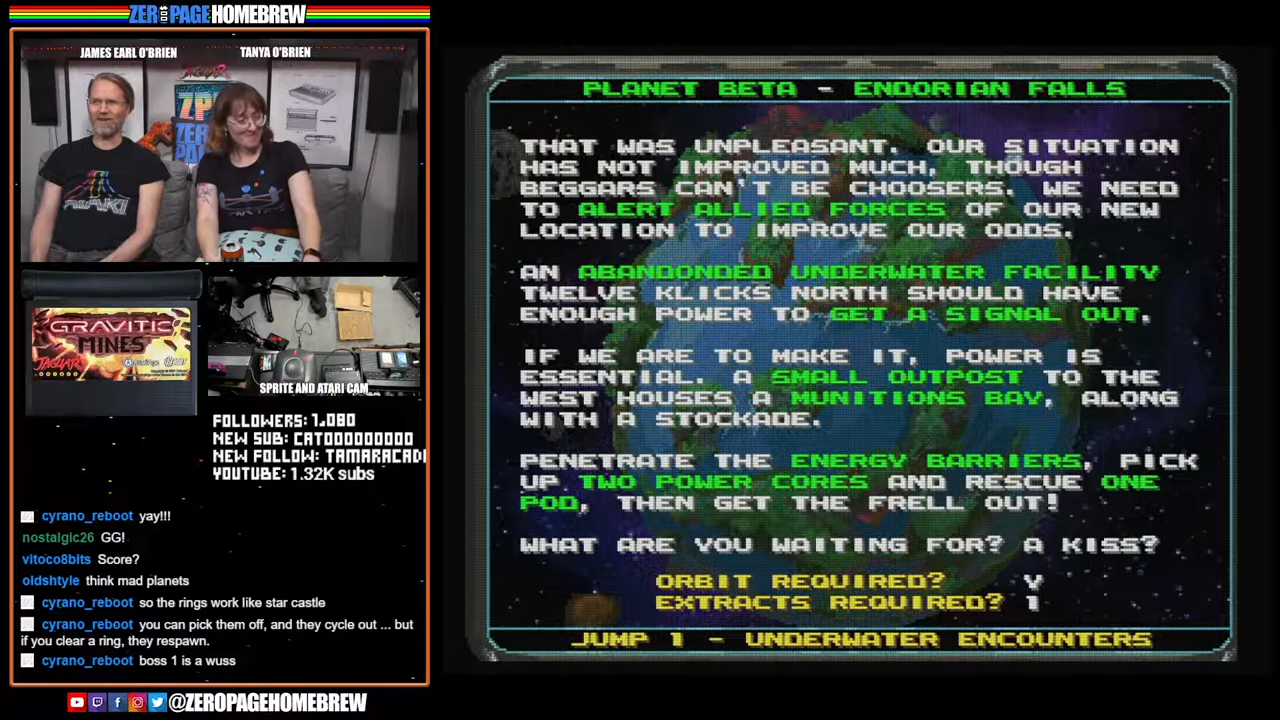 ZEROPAGE HOMEBREW
JAMES EARL O'BRIEN
TANYA O'BRIEN
JAGUAR
ATARI
GRAVITIC
MINES
JAGUAR
SPRITE AND ATARI CAM
FOLLOWERS: 1,080
NEW SUB: CATOOOOOOOOO
NEW FOLLOW: TAMARACADI
YOUTUBE: 1.32K subs
cyrano_reboot yay!!!
nostalgic26 GG!
vitoco8bits Score?
oldshtyle think mad planets
cyrano_reboot so the rings work like star castle
cyrano_reboot you can pick them off, and they cycle out ... but
if you clear a ring, they respawn.
cyrano_reboot boss 1 is a wuss
@ZEROPAGEHOMEBREW
PLANET BETA - ENDORIAN FALLS
THAT WAS UNPLEASANT. OUR SITUATION
HAS NOT IMPROVED MUCH, THOUGH
BEGGARS CAN'T BE CHOOSERS. WE NEED
TO ALERT ALLIED FORCES OF OUR NEW
LOCATION TO IMPROVE OUR ODDS.
AN ABANDONDED UNDERWATER FACILITY
TWELVE KLICKS NORTH SHOULD HAVE
ENOUGH POWER TO GET A SIGNAL OUT.
IF WE ARE TO MAKE IT, POWER IS
ESSENTIAL. A SMALL OUTPOST TO THE
WEST HOUSES A MUNITIONS BAY, ALONG
WITH A STOCKADE.
PENETRATE THE ENERGY BARRIERS, PICK
UP TWO POWER CORES AND RESCUE ONE
POD, THEN GET THE FRELL OUT!
WHAT ARE YOU WAITING FOR? A KISS?
ORBIT REQUIRED? Y
EXTRACTS REQUIRED? 1
JUMP 1 - UNDERWATER ENCOUNTERS